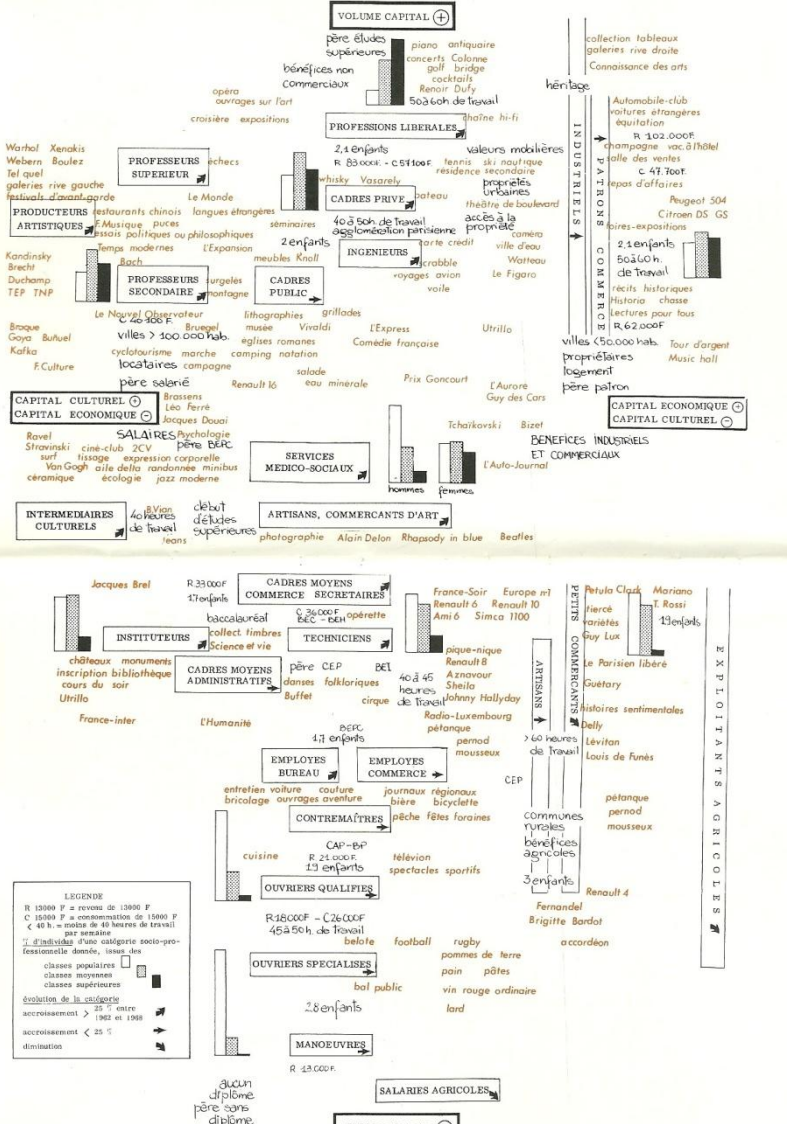 VOLUME CAPITAL +
père études
supérieures
bénéfices non
commerciaux
piano antiquaire
concerts Colonne
golf bridge
cocktails
Renoir Dufy
50 à 60h. de travail
opéra
ouvrages sur l'art
croisière expositions
chaîne hi-fi
PROFESSIONS LIBERALES
collection tableaux
galeries rive droite
Connaissance des arts
héritage
INDUSTRIELS
PATRONS COMMERCE
Automobile-club
voitures étrangères
équitation
R 102.000F.
champagne vac. à l'hôtel
salle des ventes
C 47.700F.
repas d'affaires
Peugeot 504
Citroen DS GS
foires-expositions
2,1 enfants
50 à 60 h.
de travail
récits historiques
Historia chasse
Lectures pour tous
R 62.000F
Warhol Xenakis
Webern Boulez
Tel quel
galeries rive gauche
festivals d'avant-garde
PROFESSEURS
SUPERIEUR
échecs
Le Monde
2,1 enfants
R 83000F. - C57100F.
whisky Vasarely
CADRES PRIVE
bateau
valeurs mobilières
tennis ski nautique
résidence secondaire
propriétés
urbaines
théâtre de boulevard
accès à la
propriété
PRODUCTEURS
ARTISTIQUES
restaurants chinois langues étrangères
F.Musique puces
essais politiques ou philosophiques
séminaires
40 à 50h. de travail
agglomération parisienne
2 enfants
INGENIEURS
carte crédit
caméra
ville d'eau
Watteau
scrabble
voyages avion
voile
Le Figaro
Temps modernes L'Expansion
Bach
meubles Knoll
Kandinsky
Brecht
Duchamp
TEP TNP
PROFESSEURS
SECONDAIRE
surgelés
montagne
CADRES
PUBLIC
Le Nouvel Observateur lithographies grillades
C 40 100 F.
villes > 100.000 hab.
Bruegel musée Vivaldi L'Express
églises romanes Comédie française
Utrillo
Braque
Goya Buñuel
Kafka
F.Culture
cyclotourisme marche camping natation
locataires campagne
père salarié
Renault 16
salade
eau minérale
Prix Goncourt
L'Aurore
Guy des Cars
villes <50.000 hab.
propriétaires
logement
père patron
Tour d'argent
Music hall
CAPITAL CULTUREL +
CAPITAL ECONOMIQUE -
CAPITAL ECONOMIQUE +
CAPITAL CULTUREL -
Brassens
Léo Ferré
Jacques Douai
SALAIRES
Psychologie
père BEPC
Tchaïkovski Bizet
BENEFICES INDUSTRIELS
ET COMMERCIAUX
L'Auto-Journal
Ravel
Stravinski ciné-club 2CV
surf tissage expression corporelle
Van Gogh aile delta randonnée minibus
céramique écologie jazz moderne
SERVICES
MEDICO-SOCIAUX
hommes femmes
INTERMEDIAIRES
CULTURELS
B.Vian
40 heures
de travail
jeans
début
d'études
supérieures
ARTISANS, COMMERCANTS D'ART
photographie Alain Delon Rhapsody in blue Beatles
Jacques Brel
R 33000F
1.7 enfants
CADRES MOYENS
COMMERCE SECRETAIRES
baccalauréat
C 36000F
BEC - BEH
opérette
France-Soir Europe n°1
Renault 6 Renault 10
Ami 6 Simca 1100
INSTITUTEURS
collect. timbres
Science et vie
TECHNICIENS
châteaux monuments
inscription bibliothèque
cours du soir
Utrillo
CADRES MOYENS
ADMINISTRATIFS
père CEP BEI
danses folkloriques
Buffet
cirque
40 à 45
heures
de travail
pique-nique
Renault 8
Aznavour
Sheila
Johnny Hallyday
Radio-Luxembourg
pétanque
pernod
mousseux
France-inter L'Humanité
BEPC
1,7 enfants
EMPLOYES
BUREAU
EMPLOYES
COMMERCE
CEP
ARTISANS
PETITS COMMERCANTS
Petula Clark Mariano
tiercé T. Rossi
variétés
Guy Lux
1.9 enfants
Le Parisien libéré
Guétary
histoires sentimentales
Delly
Lévitan
Louis de Funès
> 60 heures
de travail
EXPLOITANTS AGRICOLES
entretien voiture couture
bricolage ouvrages aventure
journaux régionaux
bière bicyclette
CONTREMAÎTRES
pêche fêtes foraines
pétanque
pernod
mousseux
communes
rurales
bénéfices
agricoles
3 enfants
Renault 4
Fernandel
Brigitte Bardot
accordéon
CAP-BP
R 21.000F.
1.9 enfants
cuisine
télévion
spectacles sportifs
OUVRIERS QUALIFIES
R 18000F - C26000F
45 à 50 h. de travail
belote football rugby
OUVRIERS SPECIALISES
pommes de terre
pain pâtes
bal public vin rouge ordinaire
lard
2.8 enfants
MANOEUVRES
R 13.000F.
LEGENDE
R 13000 F = revenu de 13000 F
C 15000 F = consommation de 15000 F
< 40 h. = moins de 40 heures de travail
par semaine
% d'individus d'une catégorie socio-pro-
fessionnelle donnée, issus des
classes populaires
classes moyennes
classes supérieures
évolution de la catégorie
accroissement > 25 % entre
1962 et 1968
accroissement < 25 %
diminution
aucun
diplôme
père sans
diplôme
SALARIES AGRICOLES